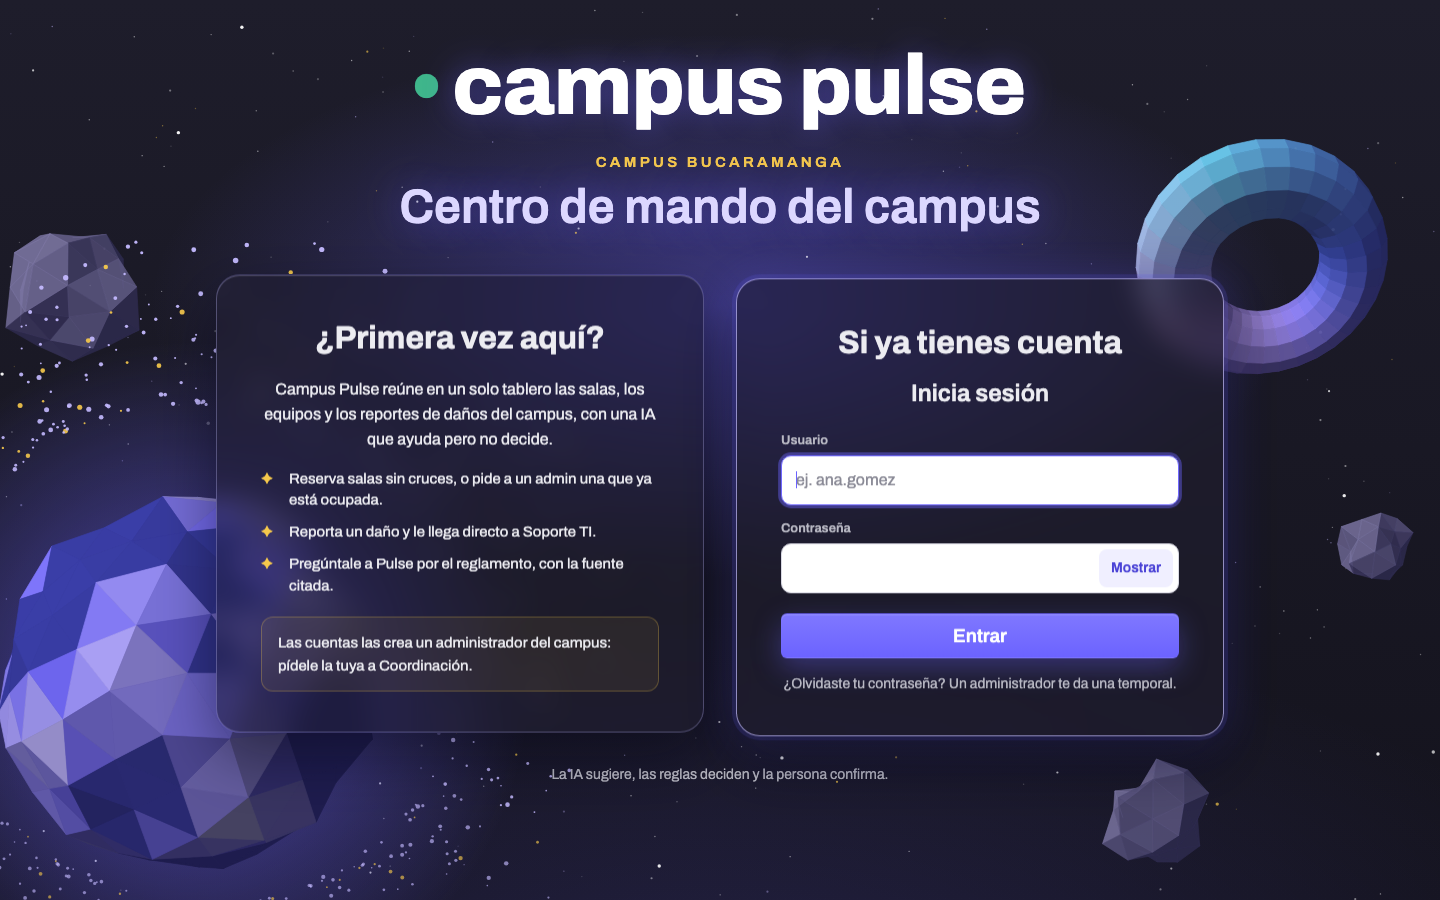 campus pulse
CAMPUS BUCARAMANGA
Centro de mando del campus
¿Primera vez aquí?
Campus Pulse reúne en un solo tablero las salas, los
equipos y los reportes de daños del campus, con una IA
que ayuda pero no decide.
Reserva salas sin cruces, o pide a un admin una que ya
está ocupada.
Reporta un daño y le llega directo a Soporte TI.
Pregúntale a Pulse por el reglamento, con la fuente
citada.
Las cuentas las crea un administrador del campus:
pídele la tuya a Coordinación.
Si ya tienes cuenta
Inicia sesión
Usuario
ej. ana.gomez
Contraseña
Mostrar
Entrar
¿Olvidaste tu contraseña? Un administrador te da una temporal.
La IA sugiere, las reglas deciden y la persona confirma.